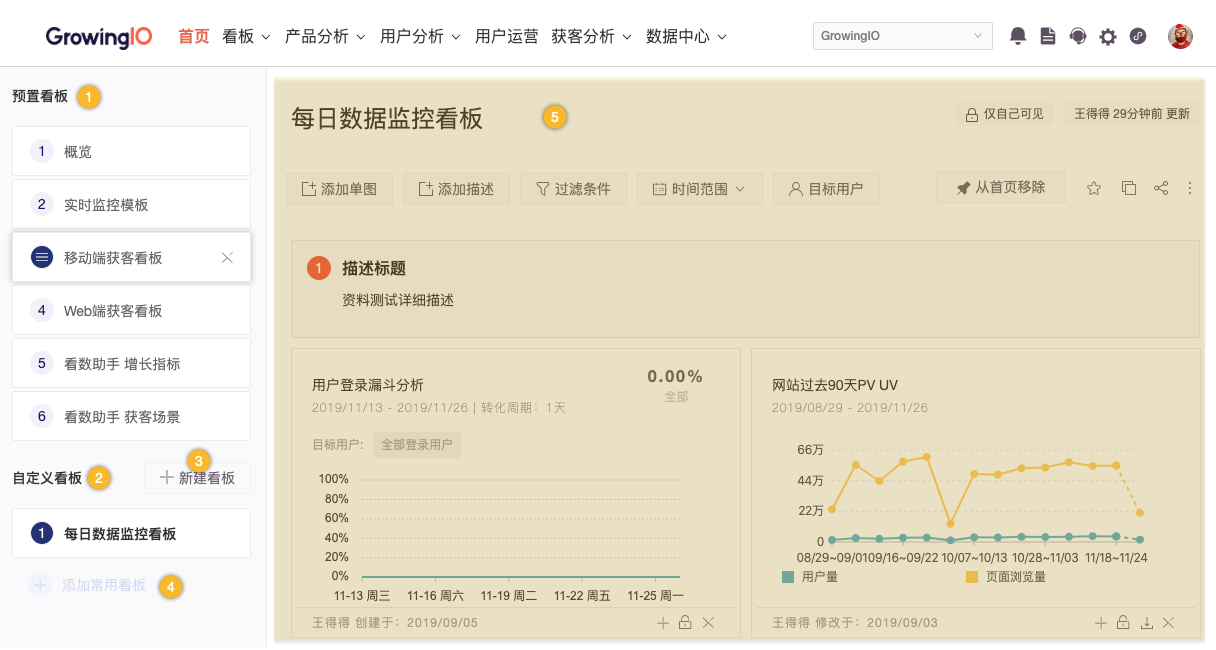 GrowingIO 首页 看板 产品分析 用户分析 用户运营 获客分析 数据中心 GrowingIO
预置看板 1
1 概览
2 实时监控模板
移动端获客看板
4 Web端获客看板
5 看数助手 增长指标
6 看数助手 获客场景
自定义看板 2
3
新建看板
1 每日数据监控看板
添加常用看板 4
每日数据监控看板 5
仅自己可见 王得得 29分钟前 更新
添加单图 添加描述 过滤条件 时间范围 目标用户 从首页移除
1 描述标题
资料测试详细描述
用户登录漏斗分析
0.00%
全部
2019/11/13 - 2019/11/26 | 转化周期: 1天
目标用户: 全部登录用户
100%
80%
60%
40%
20%
0%
11-13 周三 11-16 周六 11-19 周二 11-22 周五 11-25 周一
王得得 创建于: 2019/09/05
网站过去90天PV UV
2019/08/29 - 2019/11/26
66万
44万
22万
0
08/29~09/01 09/16~09/22 10/07~10/13 10/28~11/03 11/18~11/24
用户量 页面浏览量
王得得 修改于: 2019/09/03